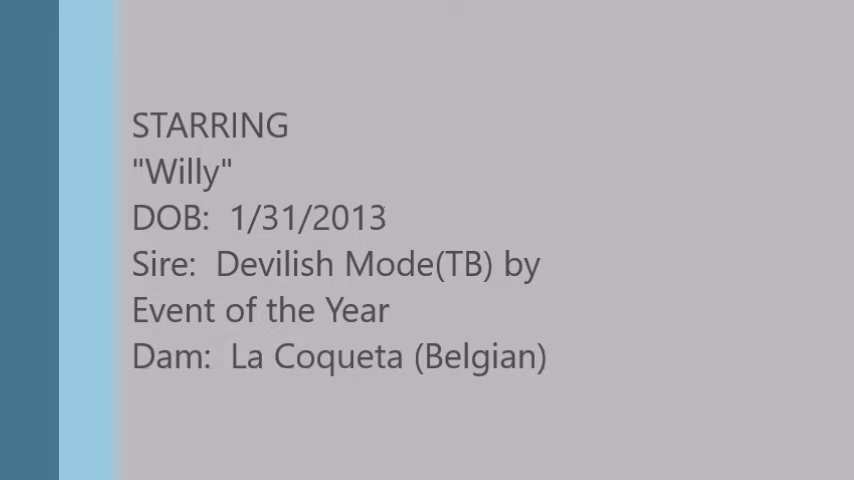 STARRING
"Willy"
DOB:  1/31/2013
Sire:  Devilish Mode(TB) by
Event of the Year
Dam:  La Coqueta (Belgian)